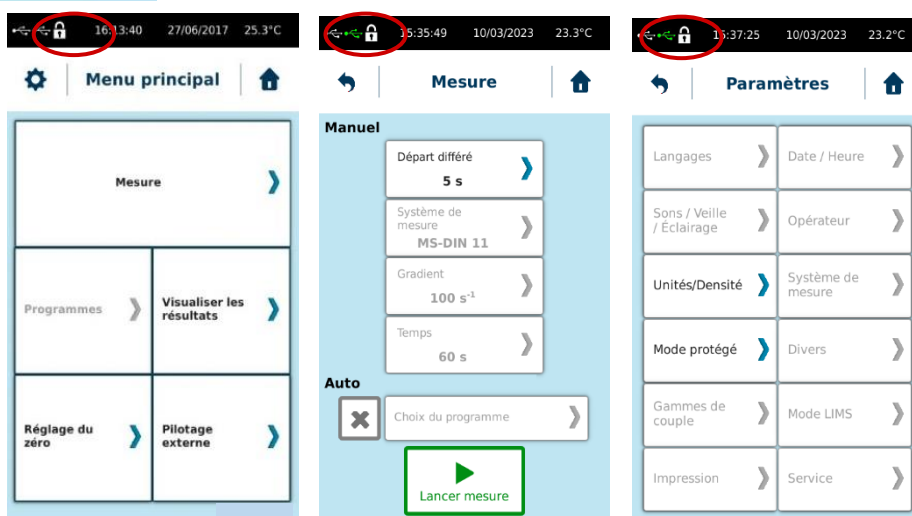 16:13:40 27/06/2017 25.3°C
Menu principal
Mesure
Programmes
Visualiser les
résultats
Réglage du
zéro
Pilotage
externe
15:35:49 10/03/2023 23.3°C
Mesure
Manuel
Départ différé
5 s
Système de
mesure
MS-DIN 11
Gradient
100 s⁻¹
Temps
60 s
Auto
Choix du programme
Lancer mesure
15:37:25 10/03/2023 23.2°C
Paramètres
Langages
Date / Heure
Sons / Veille
/ Éclairage
Opérateur
Unités/Densité
Système de
mesure
Mode protégé
Divers
Gammes de
couple
Mode LIMS
Impression
Service